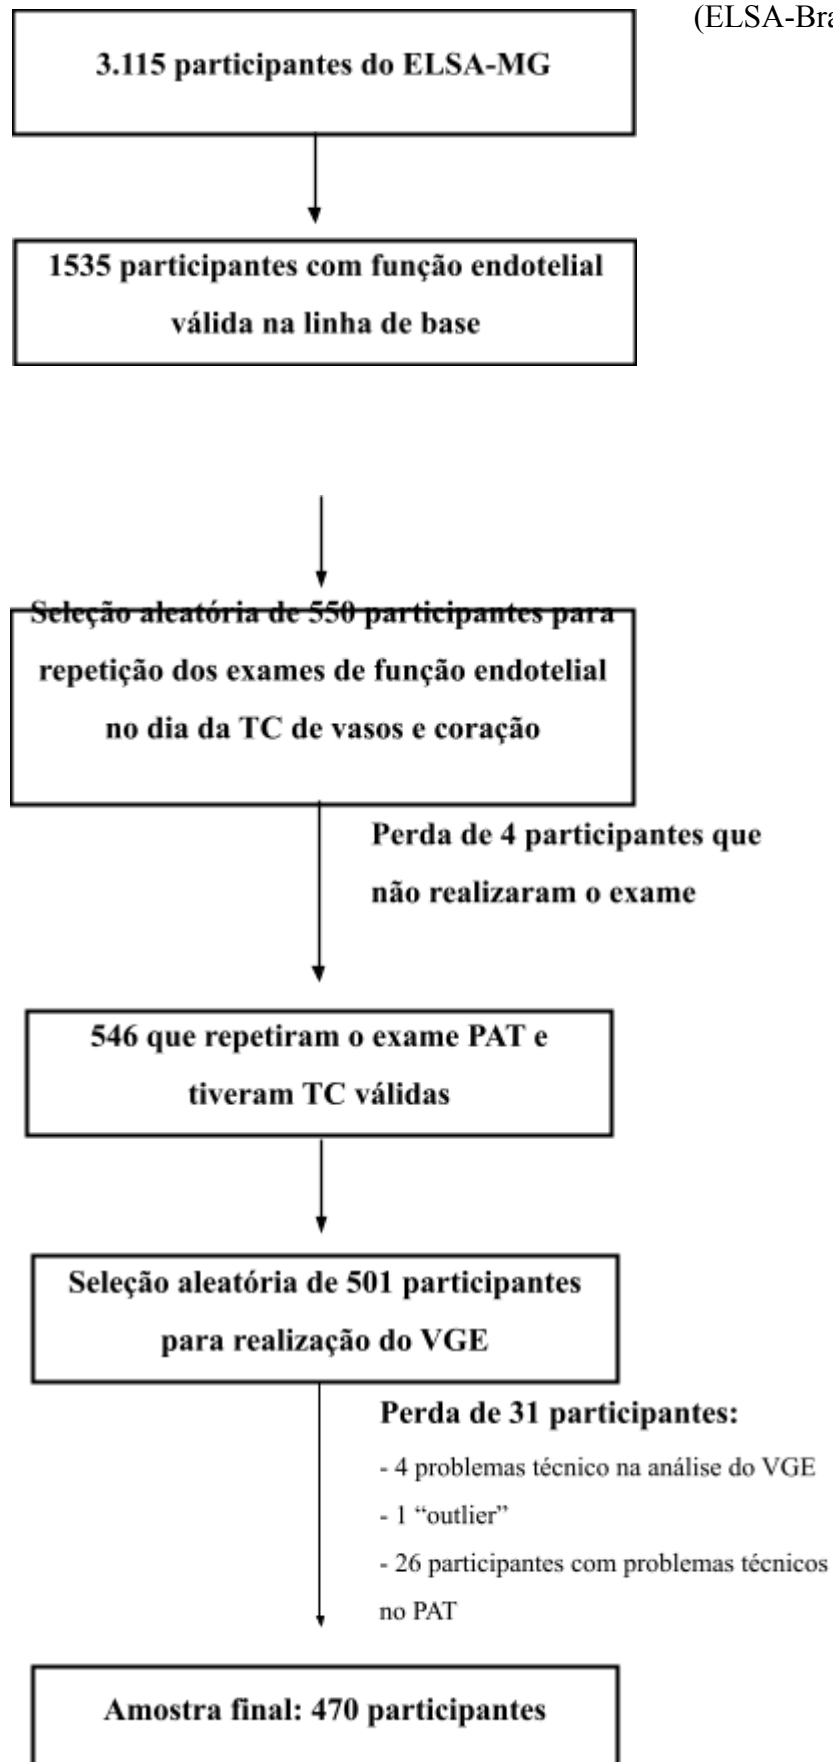 (ELSA-Bra
3.115 participantes do ELSA-MG
1535 participantes com função endotelial
válida na linha de base
Seleção aleatória de 550 participantes para
repetição dos exames de função endotelial
no dia da TC de vasos e coração
Perda de 4 participantes que
não realizaram o exame
546 que repetiram o exame PAT e
tiveram TC válidas
Seleção aleatória de 501 participantes
para realização do VGE
Perda de 31 participantes:
- 4 problemas técnico na análise do VGE
- 1 “outlier”
- 26 participantes com problemas técnicos
no PAT
Amostra final: 470 participantes